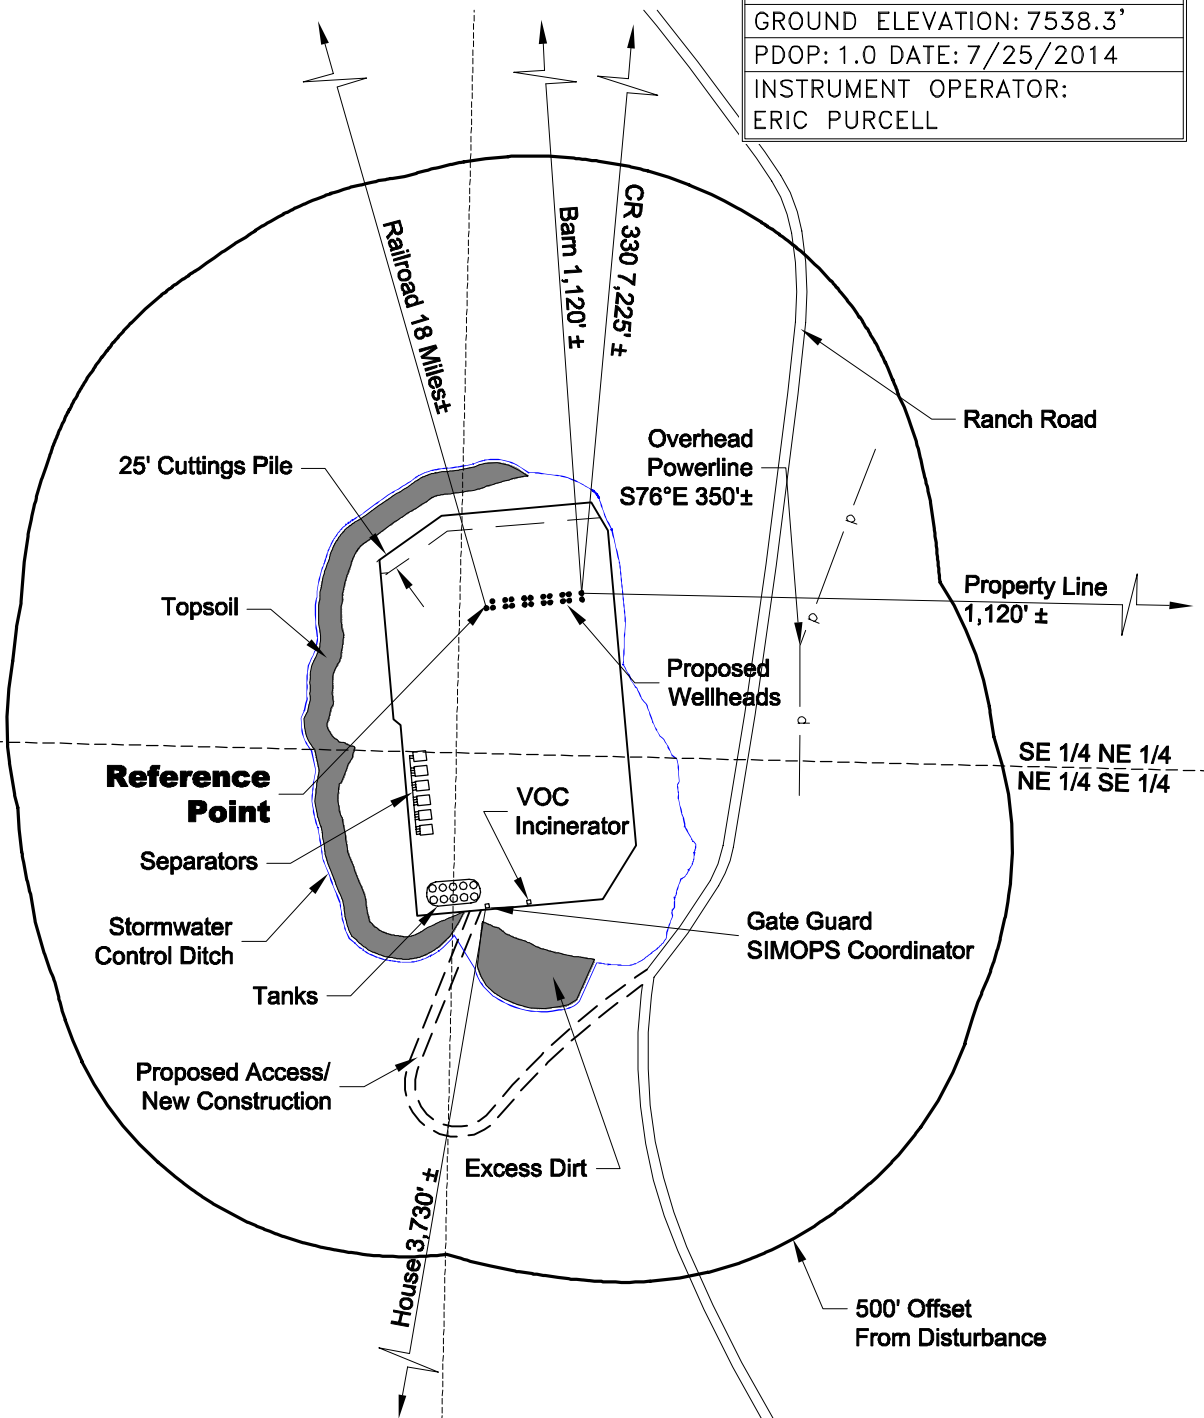 GROUND ELEVATION: 7538.3'
PDOP: 1.0 DATE: 7/25/2014
INSTRUMENT OPERATOR:
ERIC PURCELL
Railroad 18 Miles±
Barn 1,120' ±
CR 330 7,225' ±
Ranch Road
Overhead
Powerline
S76°E 350'±
25' Cuttings Pile
p
p
p
Property Line
1,120' ±
Topsoil
Proposed
Wellheads
SE 1/4 NE 1/4
NE 1/4 SE 1/4
Reference
Point
VOC
Incinerator
Separators
Stormwater
Control Ditch
Gate Guard
SIMOPS Coordinator
Tanks
Proposed Access/
New Construction
Excess Dirt
House 3,730' ±
500' Offset
From Disturbance